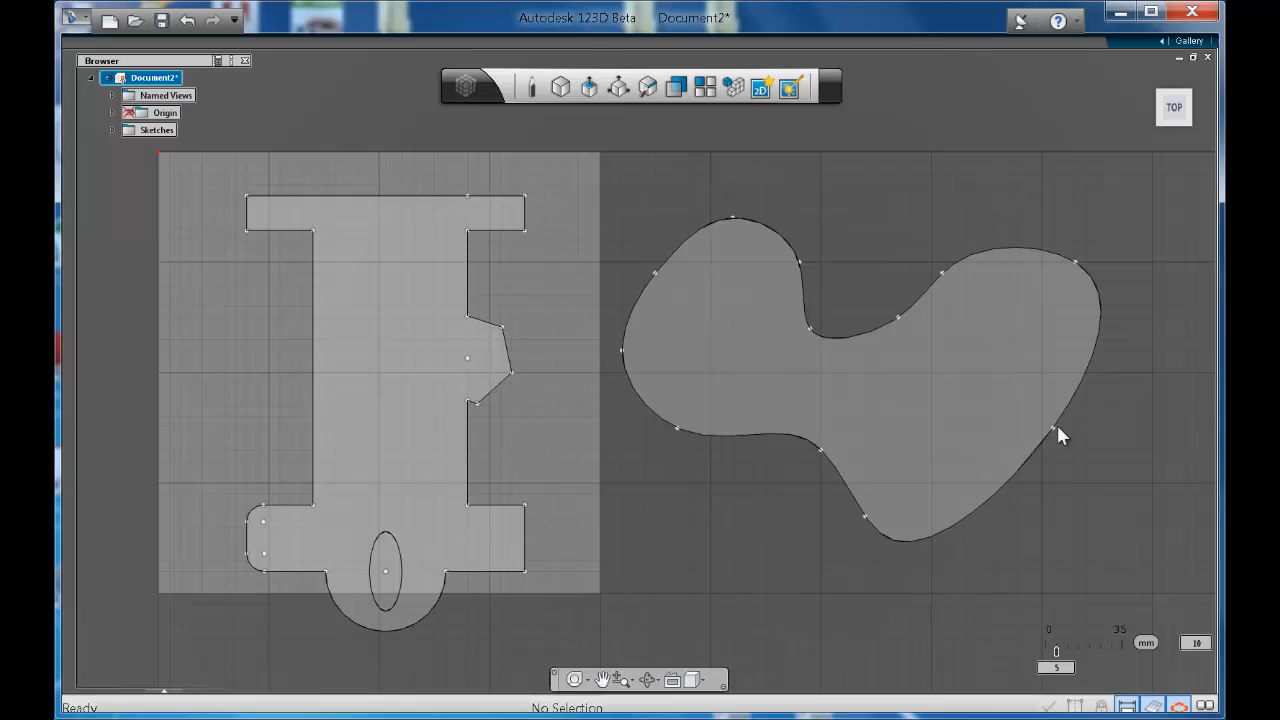 Autodesk 123D Beta Document2*
Gallery
Browser
Document2*
Named Views
Origin
Sketches
2D
TOP
0 35
mm
10
5
Ready
No Selection